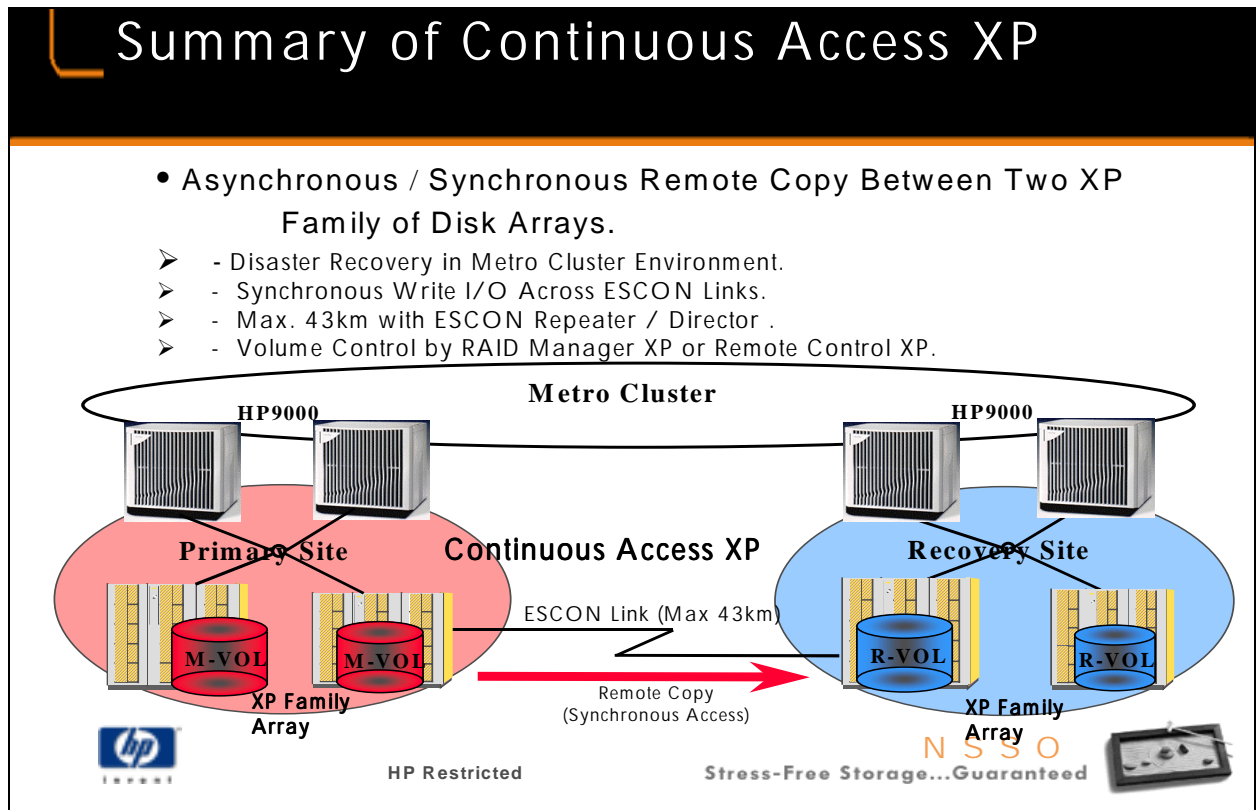 Summary of Continuous Access XP
• Asynchronous / Synchronous Remote Copy Between Two XP
Family of Disk Arrays.
➢ - Disaster Recovery in Metro Cluster Environment.
➢ - Synchronous Write I/O Across ESCON Links.
➢ - Max. 43km with ESCON Repeater / Director .
➢ - Volume Control by RAID Manager XP or Remote Control XP.
Metro Cluster
HP9000
HP9000
Primary Site
Continuous Access XP
Recovery Site
ESCON Link (Max 43km)
M-VOL
M-VOL
R-VOL
R-VOL
Remote Copy
(Synchronous Access)
XP Family
Array
XP Family
Array
hp
invent
HP Restricted
NSSO
Stress-Free Storage...Guaranteed